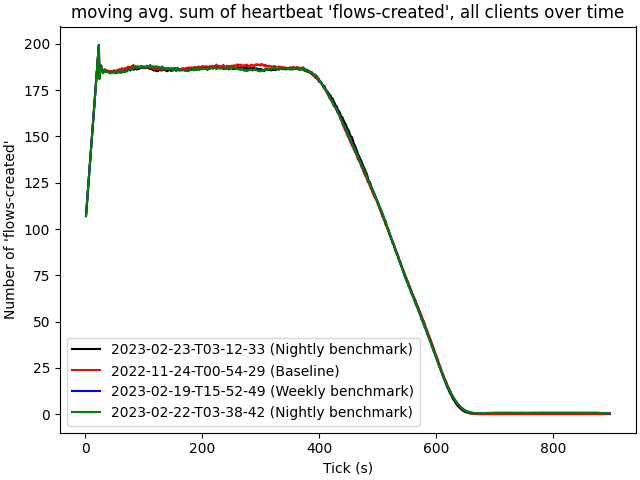 moving avg. sum of heartbeat 'flows-created', all clients over time
Number of 'flows-created'
200
175
150
125
100
75
50
25
0
2023-02-23-T03-12-33 (Nightly benchmark)
2022-11-24-T00-54-29 (Baseline)
2023-02-19-T15-52-49 (Weekly benchmark)
2023-02-22-T03-38-42 (Nightly benchmark)
0 200 400 600 800
Tick (s)